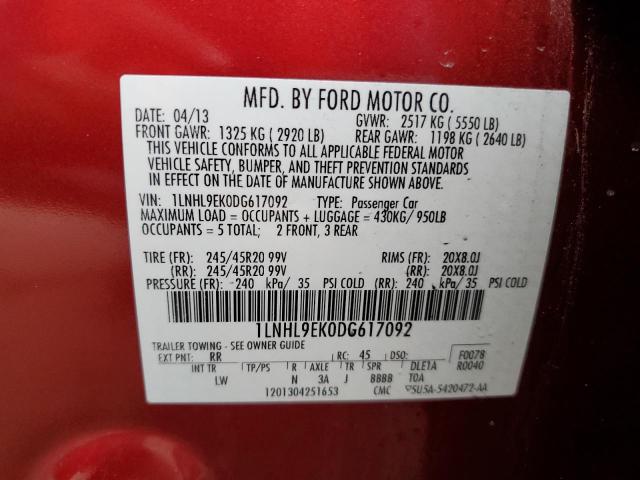 MFD. BY FORD MOTOR CO.
DATE: 04/13 GVWR: 2517 KG ( 5550 LB)
FRONT GAWR: 1325 KG ( 2920 LB) REAR GAWR: 1198 KG ( 2640 LB)
THIS VEHICLE CONFORMS TO ALL APPLICABLE FEDERAL MOTOR
VEHICLE SAFETY, BUMPER, AND THEFT PREVENTION STANDARDS
IN EFFECT ON THE DATE OF MANUFACTURE SHOWN ABOVE.
VIN: 1LNHL9EK0DG617092 TYPE: Passenger Car
MAXIMUM LOAD = OCCUPANTS + LUGGAGE = 430KG/ 950LB
OCCUPANTS = 5 TOTAL; 2 FRONT, 3 REAR
TIRE (FR): 245/45R20 99V RIMS (FR): 20X8.0J
(RR): 245/45R20 99V (RR): 20X8.0J
PRESSURE (FR): 240 kPa/ 35 PSI COLD (RR): 240 kPa/ 35 PSI COLD
1LNHL9EK0DG617092
TRAILER TOWING - SEE OWNER GUIDE
EXT PNT: RR RC: 45 DSO: F0078
INT TR TP/PS R AXLE TR SPR DLE1A R0040
LW N 3A J BBBB T0A
1201304251653 CMC 5U5A-5420472-AA